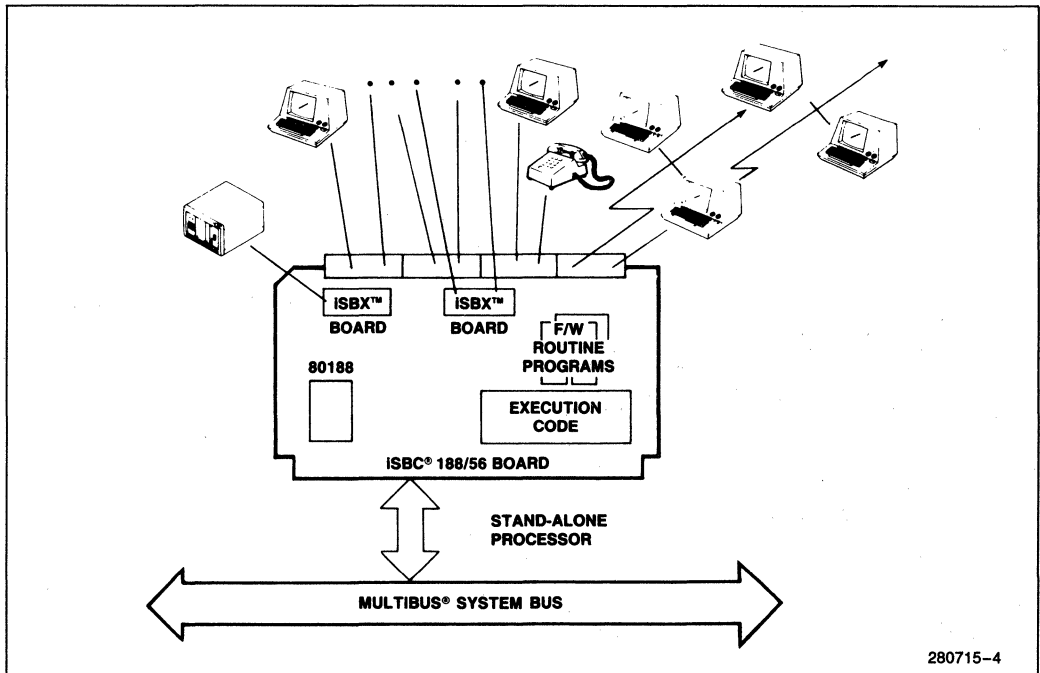 iSBX™
BOARD
iSBX™
BOARD
F/W
ROUTINE
PROGRAMS
80188
EXECUTION
CODE
iSBC® 188/56 BOARD
STAND-ALONE
PROCESSOR
MULTIBUS® SYSTEM BUS
280715-4